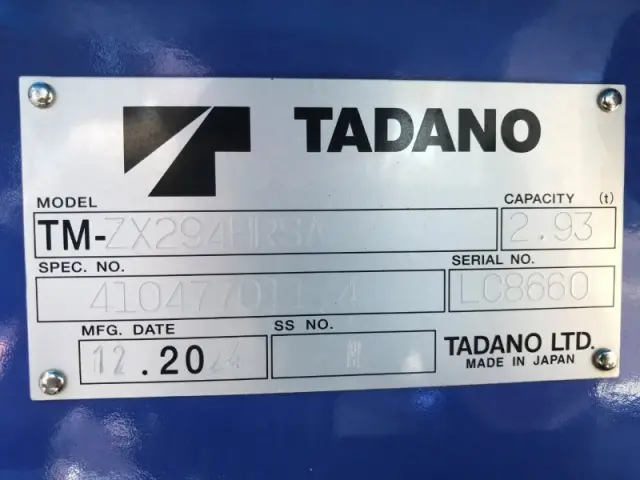 TADANO
MODEL
TM-ZX294HRSA
CAPACITY (t)
2.93
SPEC. NO.
SERIAL NO.
LC8660
MFG. DATE
12.20
SS NO.
M
TADANO LTD.
MADE IN JAPAN